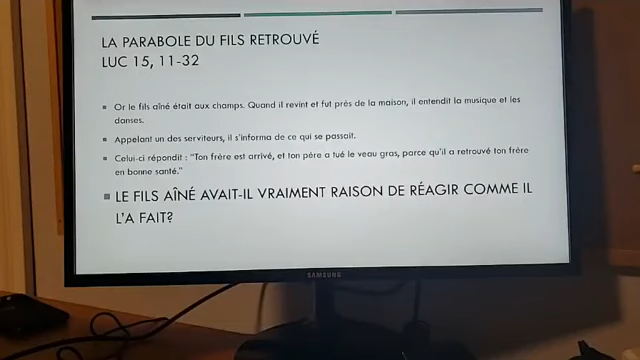 LA PARABOLE DU FILS RETROUVÉ
LUC 15, 11-32
Or le fils aîné était aux champs. Quand il revint et fut près de la maison, il entendit la musique et les
danses.
Appelant un des serviteurs, il s'informa de ce qui se passait.
Celui-ci répondit : "Ton frère est arrivé, et ton père a tué le veau gras, parce qu'il a retrouvé ton frère
en bonne santé."
LE FILS AÎNÉ AVAIT-IL VRAIMENT RAISON DE RÉAGIR COMME IL
L'A FAIT?
SAMSUNG